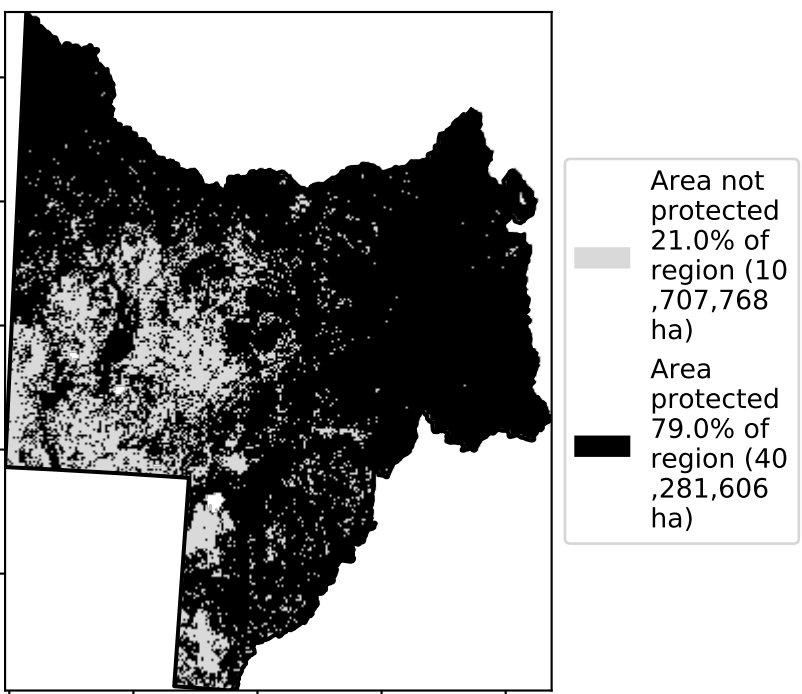 Area not
protected
21.0% of
region (10
,707,768
ha)
Area
protected
79.0% of
region (40
,281,606
ha)